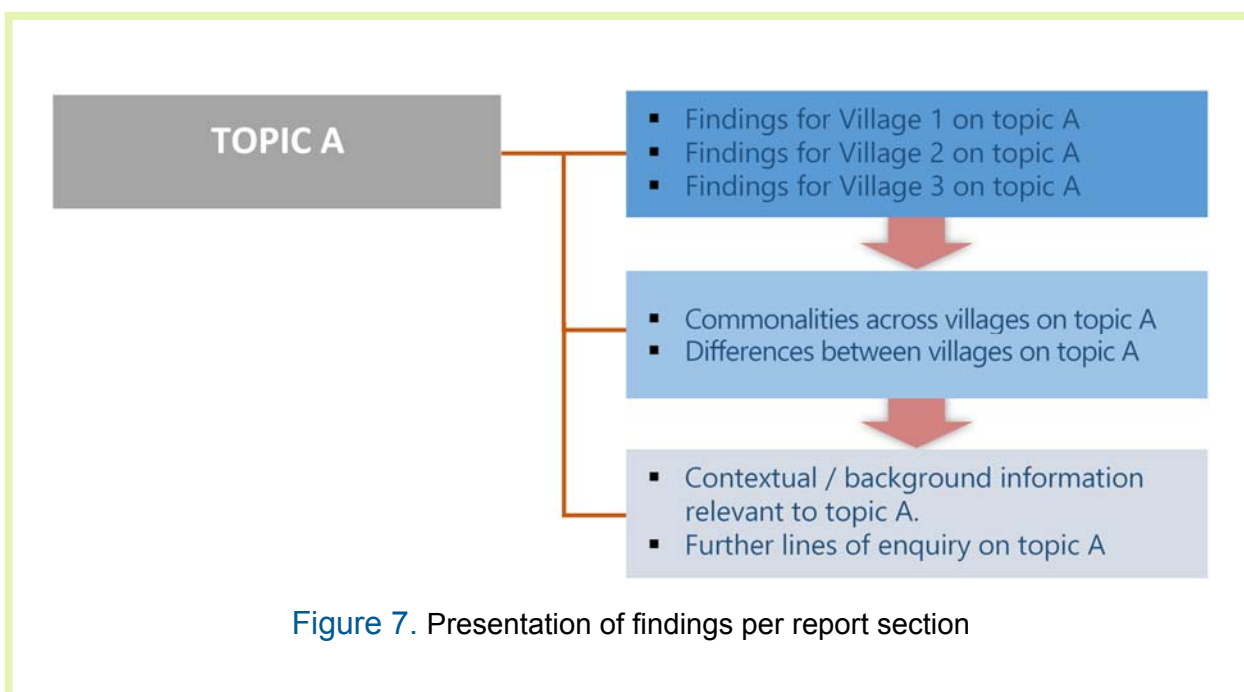 TOPIC A
▪ Findings for Village 1 on topic A
▪ Findings for Village 2 on topic A
▪ Findings for Village 3 on topic A
▪ Commonalities across villages on topic A
▪ Differences between villages on topic A
▪ Contextual / background information
relevant to topic A.
▪ Further lines of enquiry on topic A
Figure 7. Presentation of findings per report section